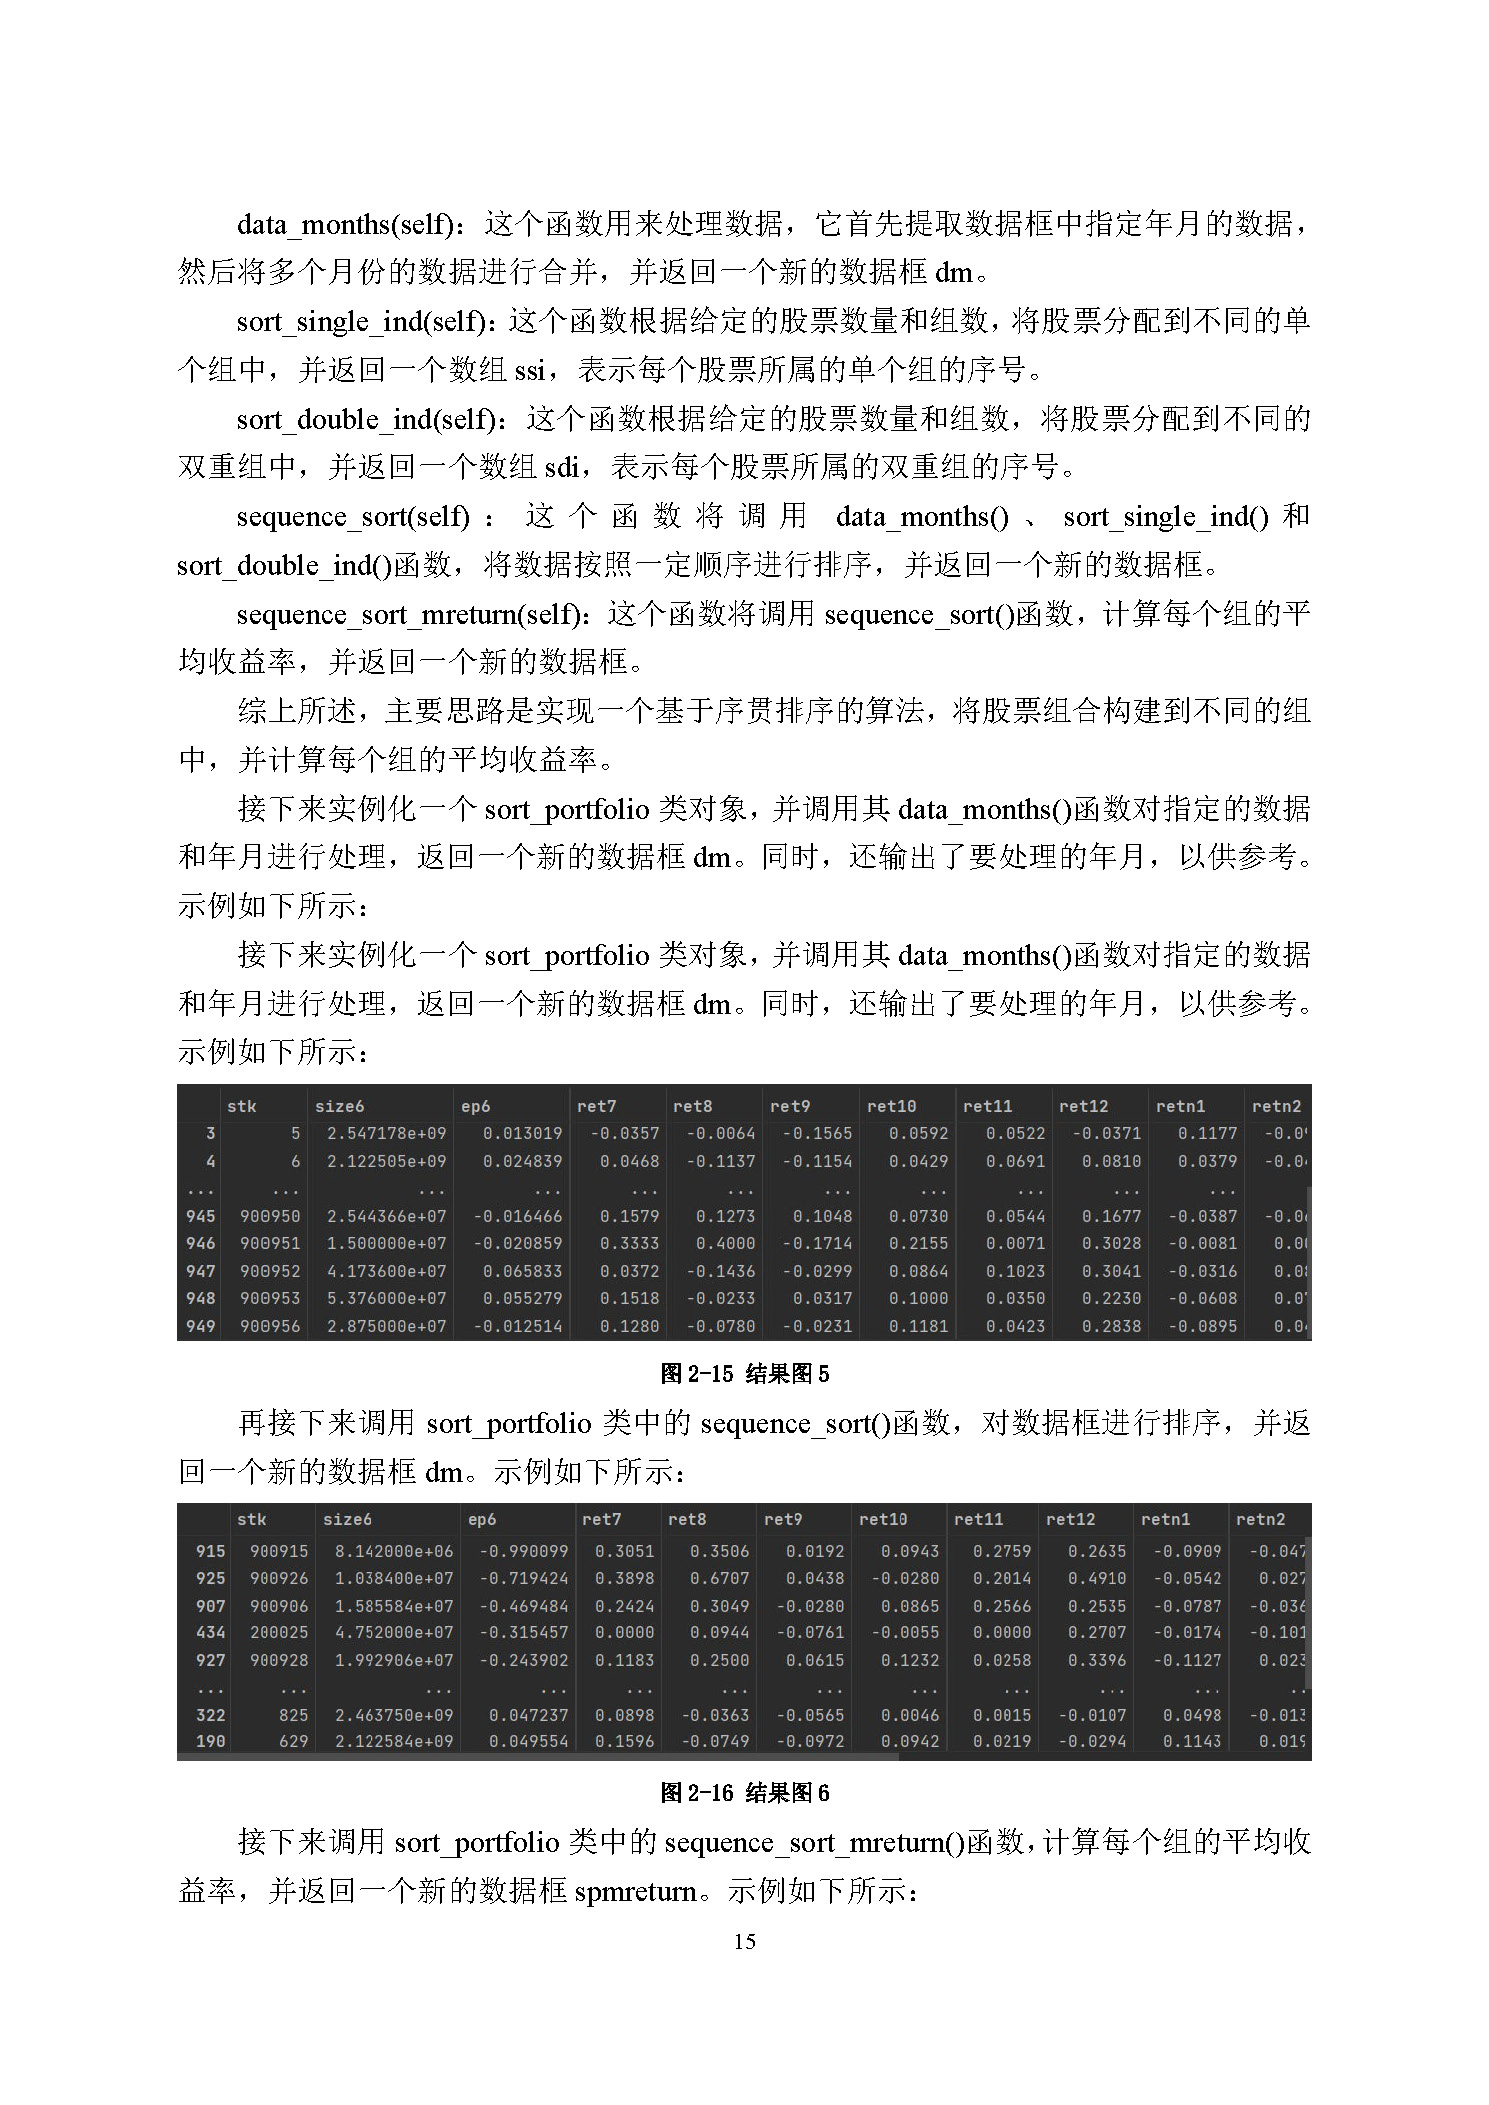 data_months(self)：这个函数用来处理数据，它首先提取数据框中指定年月的数据，
然后将多个月份的数据进行合并，并返回一个新的数据框 dm。
sort_single_ind(self)：这个函数根据给定的股票数量和组数，将股票分配到不同的单
个组中，并返回一个数组 ssi，表示每个股票所属的单个组的序号。
sort_double_ind(self)：这个函数根据给定的股票数量和组数，将股票分配到不同的
双重组中，并返回一个数组 sdi，表示每个股票所属的双重组的序号。
sequence_sort(self)：这个函数将调用 data_months()、sort_single_ind()和
sort_double_ind()函数，将数据按照一定顺序进行排序，并返回一个新的数据框。
sequence_sort_mreturn(self)：这个函数将调用 sequence_sort()函数，计算每个组的平
均收益率，并返回一个新的数据框。
综上所述，主要思路是实现一个基于序贯排序的算法，将股票组合构建到不同的组
中，并计算每个组的平均收益率。
接下来实例化一个 sort_portfolio 类对象，并调用其 data_months()函数对指定的数据
和年月进行处理，返回一个新的数据框 dm。同时，还输出了要处理的年月，以供参考。
示例如下所示：
接下来实例化一个 sort_portfolio 类对象，并调用其 data_months()函数对指定的数据
和年月进行处理，返回一个新的数据框 dm。同时，还输出了要处理的年月，以供参考。
示例如下所示：
stk size6 ep6 ret7 ret8 ret9 ret10 ret11 ret12 retn1 retn2
3 5 2.547178e+09 0.013019 -0.0357 -0.0064 -0.1565 0.0592 0.0522 -0.0371 0.1177 -0.0
4 6 2.122505e+09 0.024839 0.0468 -0.1137 -0.1154 0.0429 0.0691 0.0810 0.0379 -0.0
... ... ... ... ... ... ... ... ... ... ...
945 900950 2.544366e+07 -0.016466 0.1579 0.1273 0.1048 0.0730 0.0544 0.1677 -0.0387 -0.0
946 900951 1.500000e+07 -0.020859 0.3333 0.4000 -0.1714 0.2155 0.0071 0.3028 -0.0081 0.0
947 900952 4.173600e+07 0.065833 0.0372 -0.1436 -0.0299 0.0864 0.1023 0.3041 -0.0316 0.0
948 900953 5.376000e+07 0.055279 0.1518 -0.0233 0.0317 0.1000 0.0350 0.2230 -0.0608 0.0
949 900956 2.875000e+07 -0.012514 0.1280 -0.0780 -0.0231 0.1181 0.0423 0.2838 -0.0895 0.0
图 2-15 结果图 5
再接下来调用 sort_portfolio 类中的 sequence_sort()函数，对数据框进行排序，并返
回一个新的数据框 dm。示例如下所示：
stk size6 ep6 ret7 ret8 ret9 ret10 ret11 ret12 retn1 retn2
915 900915 8.142000e+06 -0.990099 0.3051 0.3506 0.0192 0.0943 0.2759 0.2635 -0.0909 -0.047
925 900926 1.038400e+07 -0.719424 0.3898 0.6707 0.0438 -0.0280 0.2014 0.4910 -0.0542 0.027
907 900906 1.585584e+07 -0.469484 0.2424 0.3049 -0.0280 0.0865 0.2566 0.2535 -0.0787 -0.036
434 200025 4.752000e+07 -0.315457 0.0000 0.0944 -0.0761 -0.0055 0.0000 0.2707 -0.0174 -0.101
927 900928 1.992906e+07 -0.243902 0.1183 0.2500 0.0615 0.1232 0.0258 0.3396 -0.1127 0.023
... ... ... ... ... ... ... ... ... ... ... ..
322 825 2.463750e+09 0.047237 0.0898 -0.0363 -0.0565 0.0046 0.0015 -0.0107 0.0498 -0.013
190 629 2.122584e+09 0.049554 0.1596 -0.0749 -0.0972 0.0942 0.0219 -0.0294 0.1143 0.019
图 2-16 结果图 6
接下来调用 sort_portfolio 类中的 sequence_sort_mreturn()函数，计算每个组的平均收
益率，并返回一个新的数据框 spmreturn。示例如下所示：
15